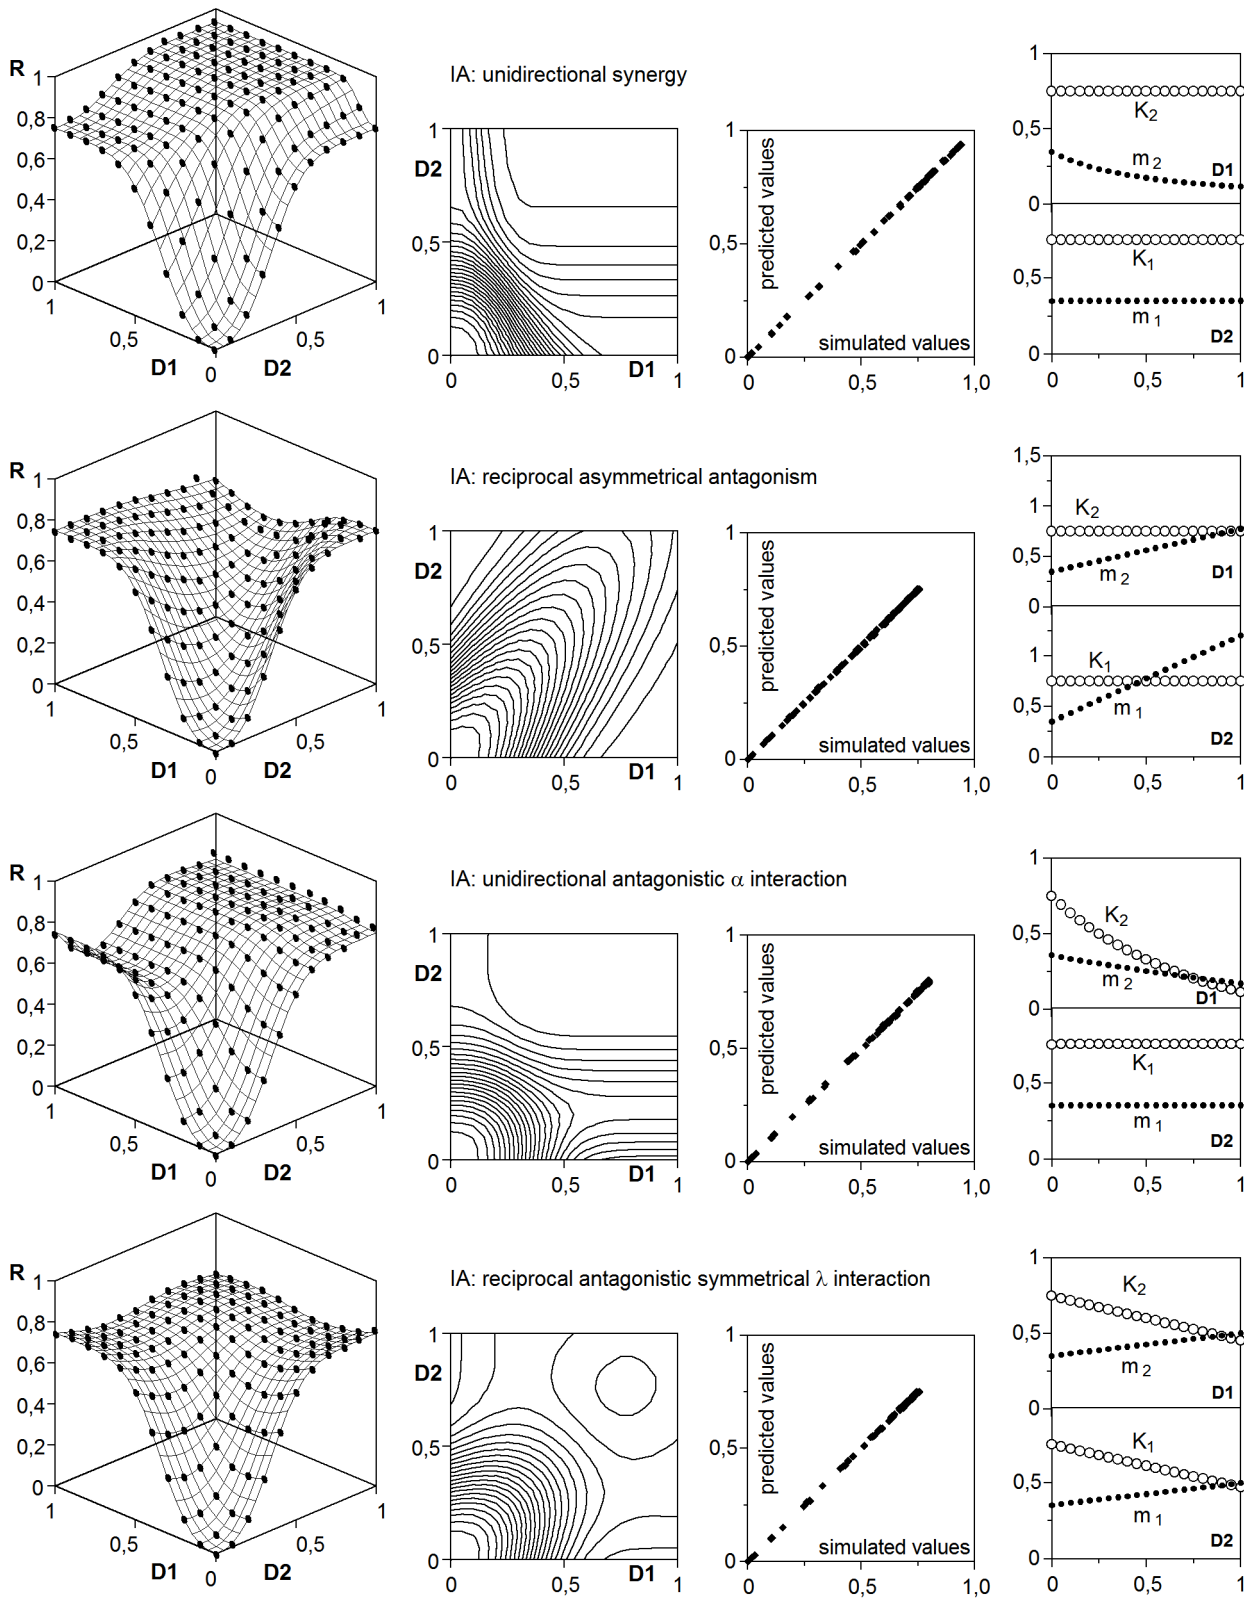 IA: unidirectional synergy
R
1
0,8
0,6
0,4
0,2
0
1
0,5
D1
0
D2
0,5
1
1
D2
0,5
0
0
0,5
D1
1
predicted values
1
0,5
0
simulated values
0
0,5
1,0
1
K2
0,5
m2
D1
0
K1
0,5
m1
D2
0
0
0,5
1
IA: reciprocal asymmetrical antagonism
R
1
0,8
0,6
0,4
0,2
0
1
0,5
D1
0
D2
0,5
1
1
D2
0,5
0
0
0,5
D1
1
predicted values
1
0,5
0
simulated values
0
0,5
1,0
1,5
K2
1
0,5
m2
D1
0
1
K1
0,5
m1
D2
0
0
0,5
1
IA: unidirectional antagonistic α interaction
R
1
0,8
0,6
0,4
0,2
0
1
0,5
D1
0
D2
0,5
1
1
D2
0,5
0
0
0,5
D1
1
predicted values
1
0,5
0
simulated values
0
0,5
1,0
1
K2
0,5
m2
D1
0
K1
0,5
m1
D2
0
0
0,5
1
IA: reciprocal antagonistic symmetrical λ interaction
R
1
0,8
0,6
0,4
0,2
0
1
0,5
D1
0
D2
0,5
1
1
D2
0,5
0
0
0,5
D1
1
predicted values
1
0,5
0
simulated values
0
0,5
1,0
1
K2
0,5
m2
D1
0
K1
0,5
m1
D2
0
0
0,5
1